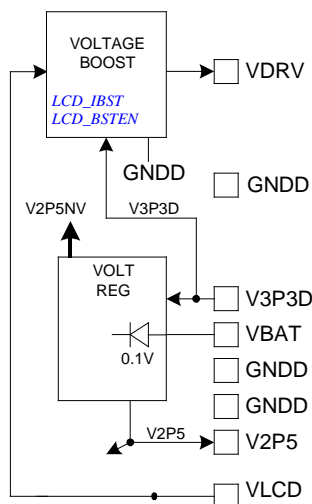 VOLTAGE
BOOST
VDRV
LCD_IBST
LCD_BSTEN
GNDD
GNDD
V2P5NV
V3P3D
VOLT
REG
V3P3D
VBAT
0.1V
GNDD
GNDD
V2P5
V2P5
VLCD